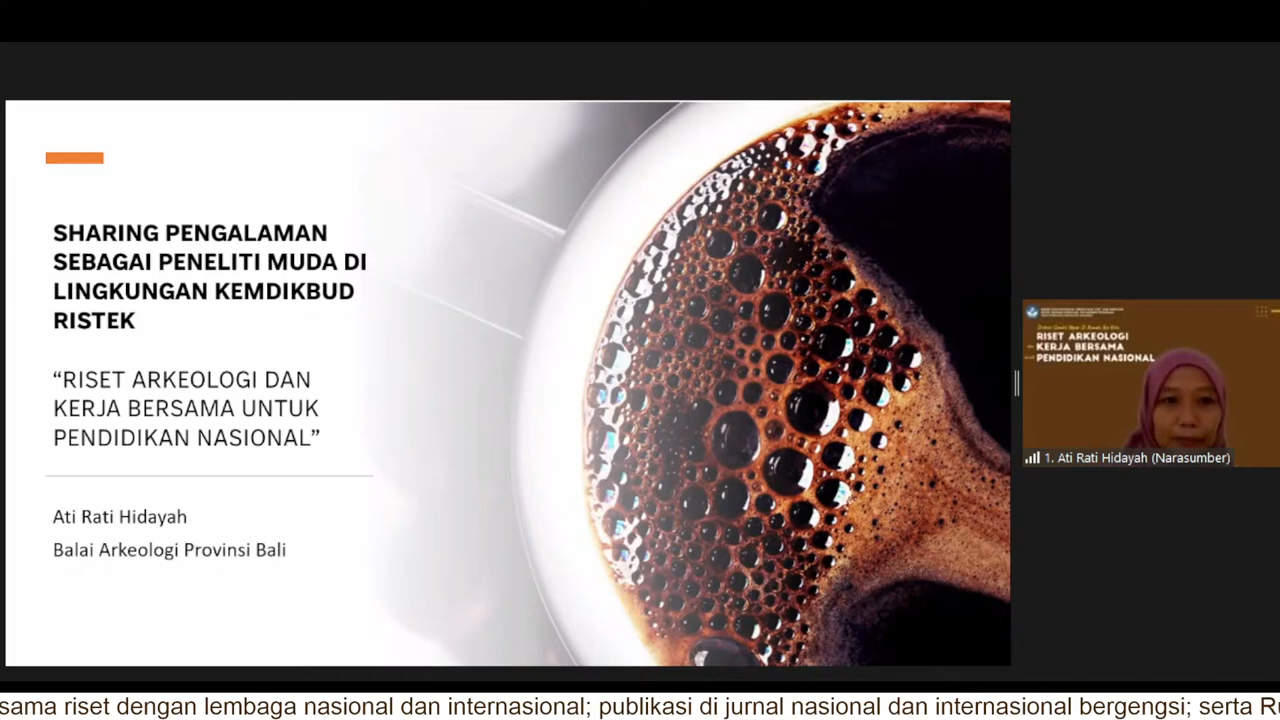 SHARING PENGALAMAN
SEBAGAI PENELITI MUDA DI
LINGKUNGAN KEMDIKBUD
RISTEK
“RISET ARKEOLOGI DAN
KERJA BERSAMA UNTUK
PENDIDIKAN NASIONAL”
Ati Rati Hidayah
Balai Arkeologi Provinsi Bali
RISET ARKEOLOGI
KERJA BERSAMA
PENDIDIKAN NASIONAL
1. Ati Rati Hidayah (Narasumber)
sama riset dengan lembaga nasional dan internasional; publikasi di jurnal nasional dan internasional bergengsi; serta